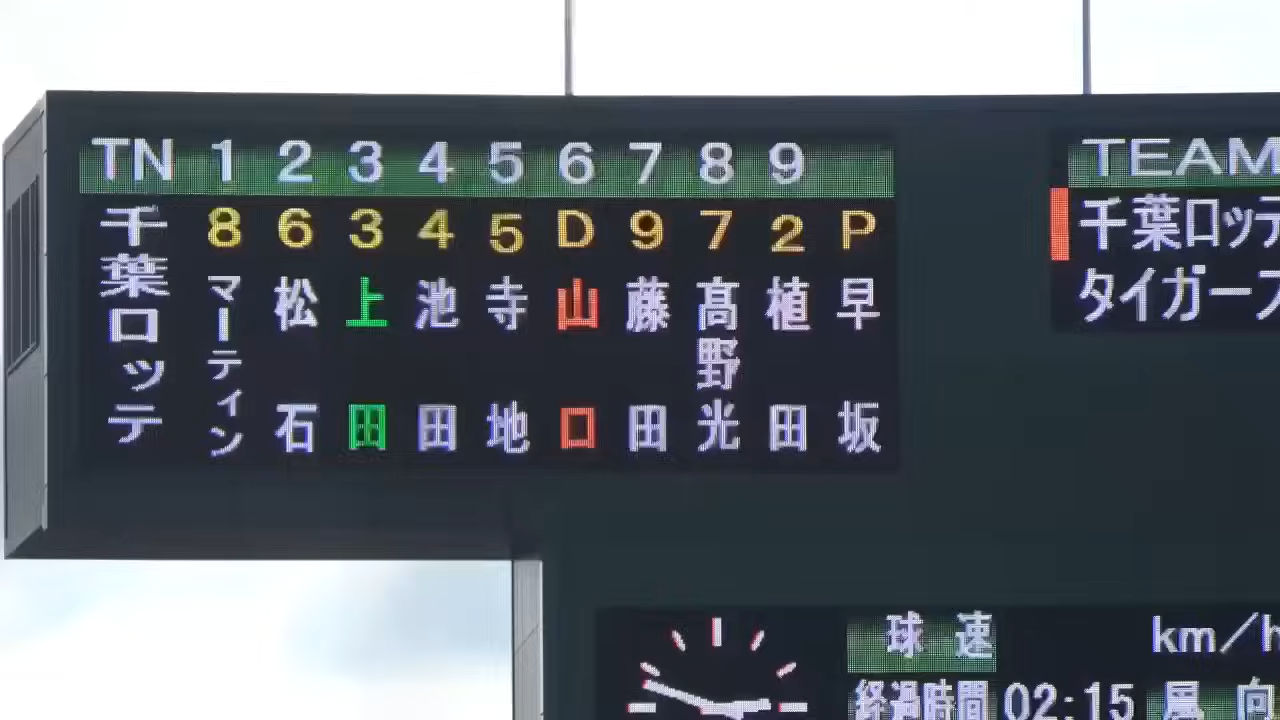 TN 1 2 3 4 5 6 7 8 9
8 6 3 4 5 D 9 7 2 P
千葉ロッテ
マーティン
松石
上田
池田
寺地
山口
藤田
髙野光
植田
早坂
TEAM
千葉ロッテ
タイガース
球速 km/h
経過時間 02:15 風向